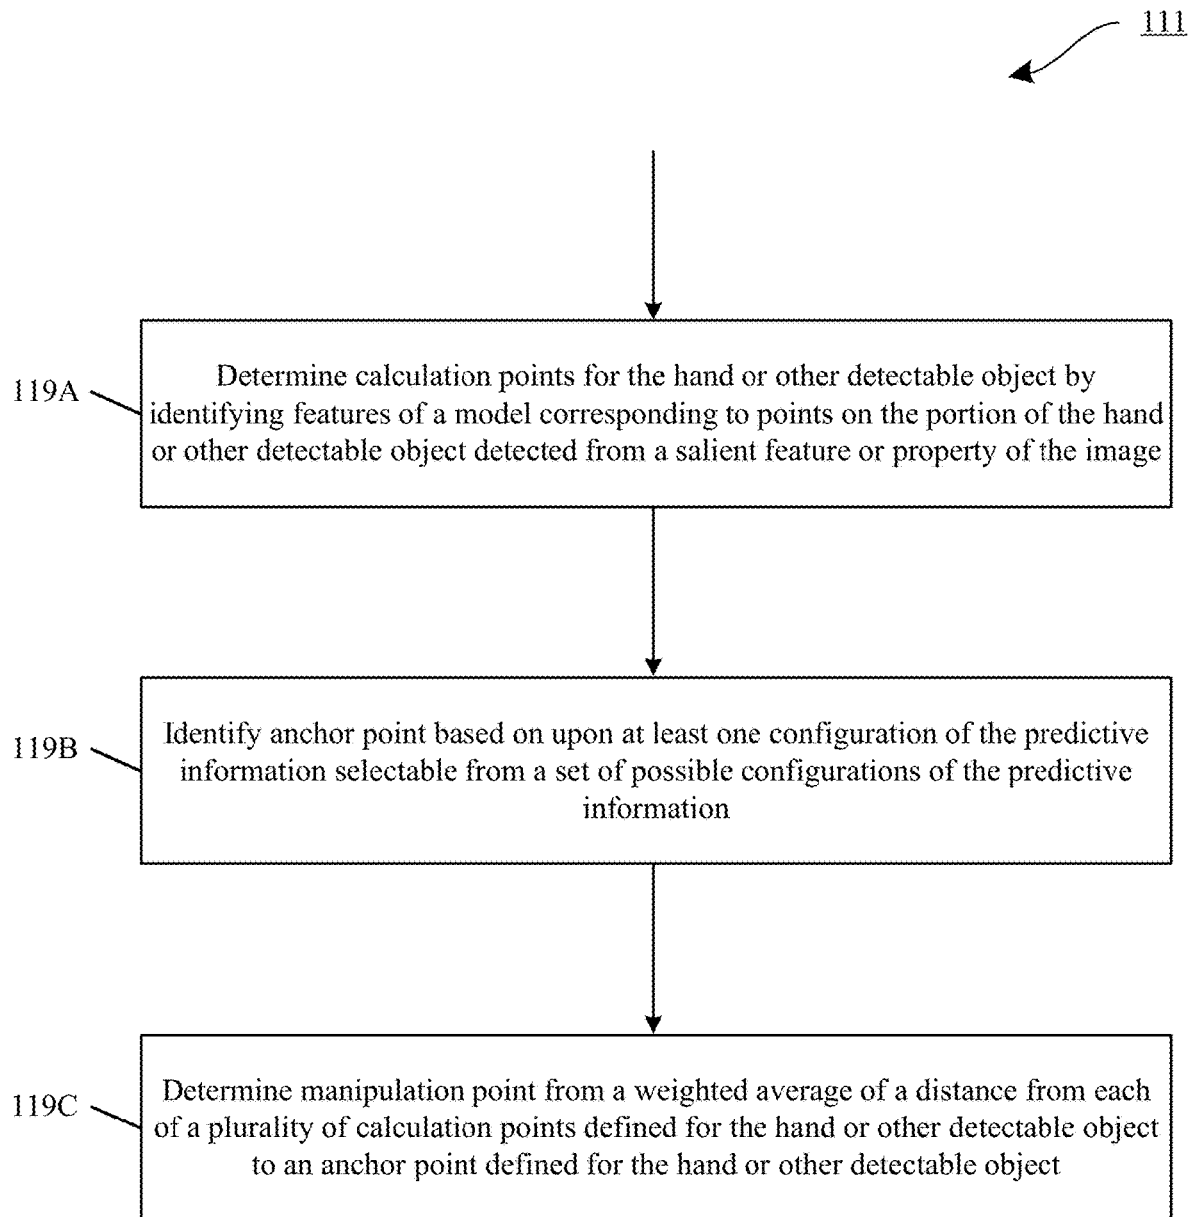 111
119A
Determine calculation points for the hand or other detectable object by
identifying features of a model corresponding to points on the portion of the hand
or other detectable object detected from a salient feature or property of the image
119B
Identify anchor point based on upon at least one configuration of the predictive
information selectable from a set of possible configurations of the predictive
information
119C
Determine manipulation point from a weighted average of a distance from each
of a plurality of calculation points defined for the hand or other detectable object
to an anchor point defined for the hand or other detectable object